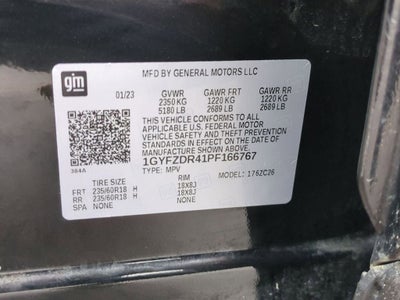 gm
MFD BY GENERAL MOTORS LLC
01/23 GVWR GAWR FRT GAWR RR
2350 KG 1220 KG 1220 KG
5180 LB 2689 LB 2689 LB
THIS VEHICLE CONFORMS TO ALL
APPLICABLE U.S. FEDERAL MOTOR
VEHICLE SAFETY AND THEFT
PREVENTION STANDARDS IN EFFECT
ON THE DATE OF MANUFACTURE
SHOWN ABOVE.
1GYFZDR41PF166767
384A TYPE: MPV MODEL: 176ZC26
TIRE SIZE RIM
FRT 235/60R18 H 18X8J
RR 235/60R18 H 18X8J
SPA NONE NONE